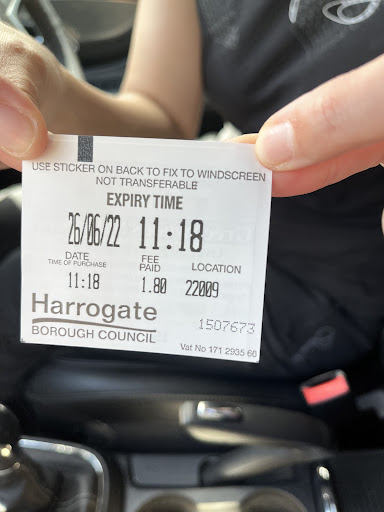 USE STICKER ON BACK TO FIX TO WINDSCREEN
NOT TRANSFERABLE
EXPIRY TIME
26/06/22 11:18
DATE FEE PAID LOCATION
TIME OF PURCHASE
11:18 1.80 22009
Harrogate
1507673
BOROUGH COUNCIL
Vat No 171 2935 60